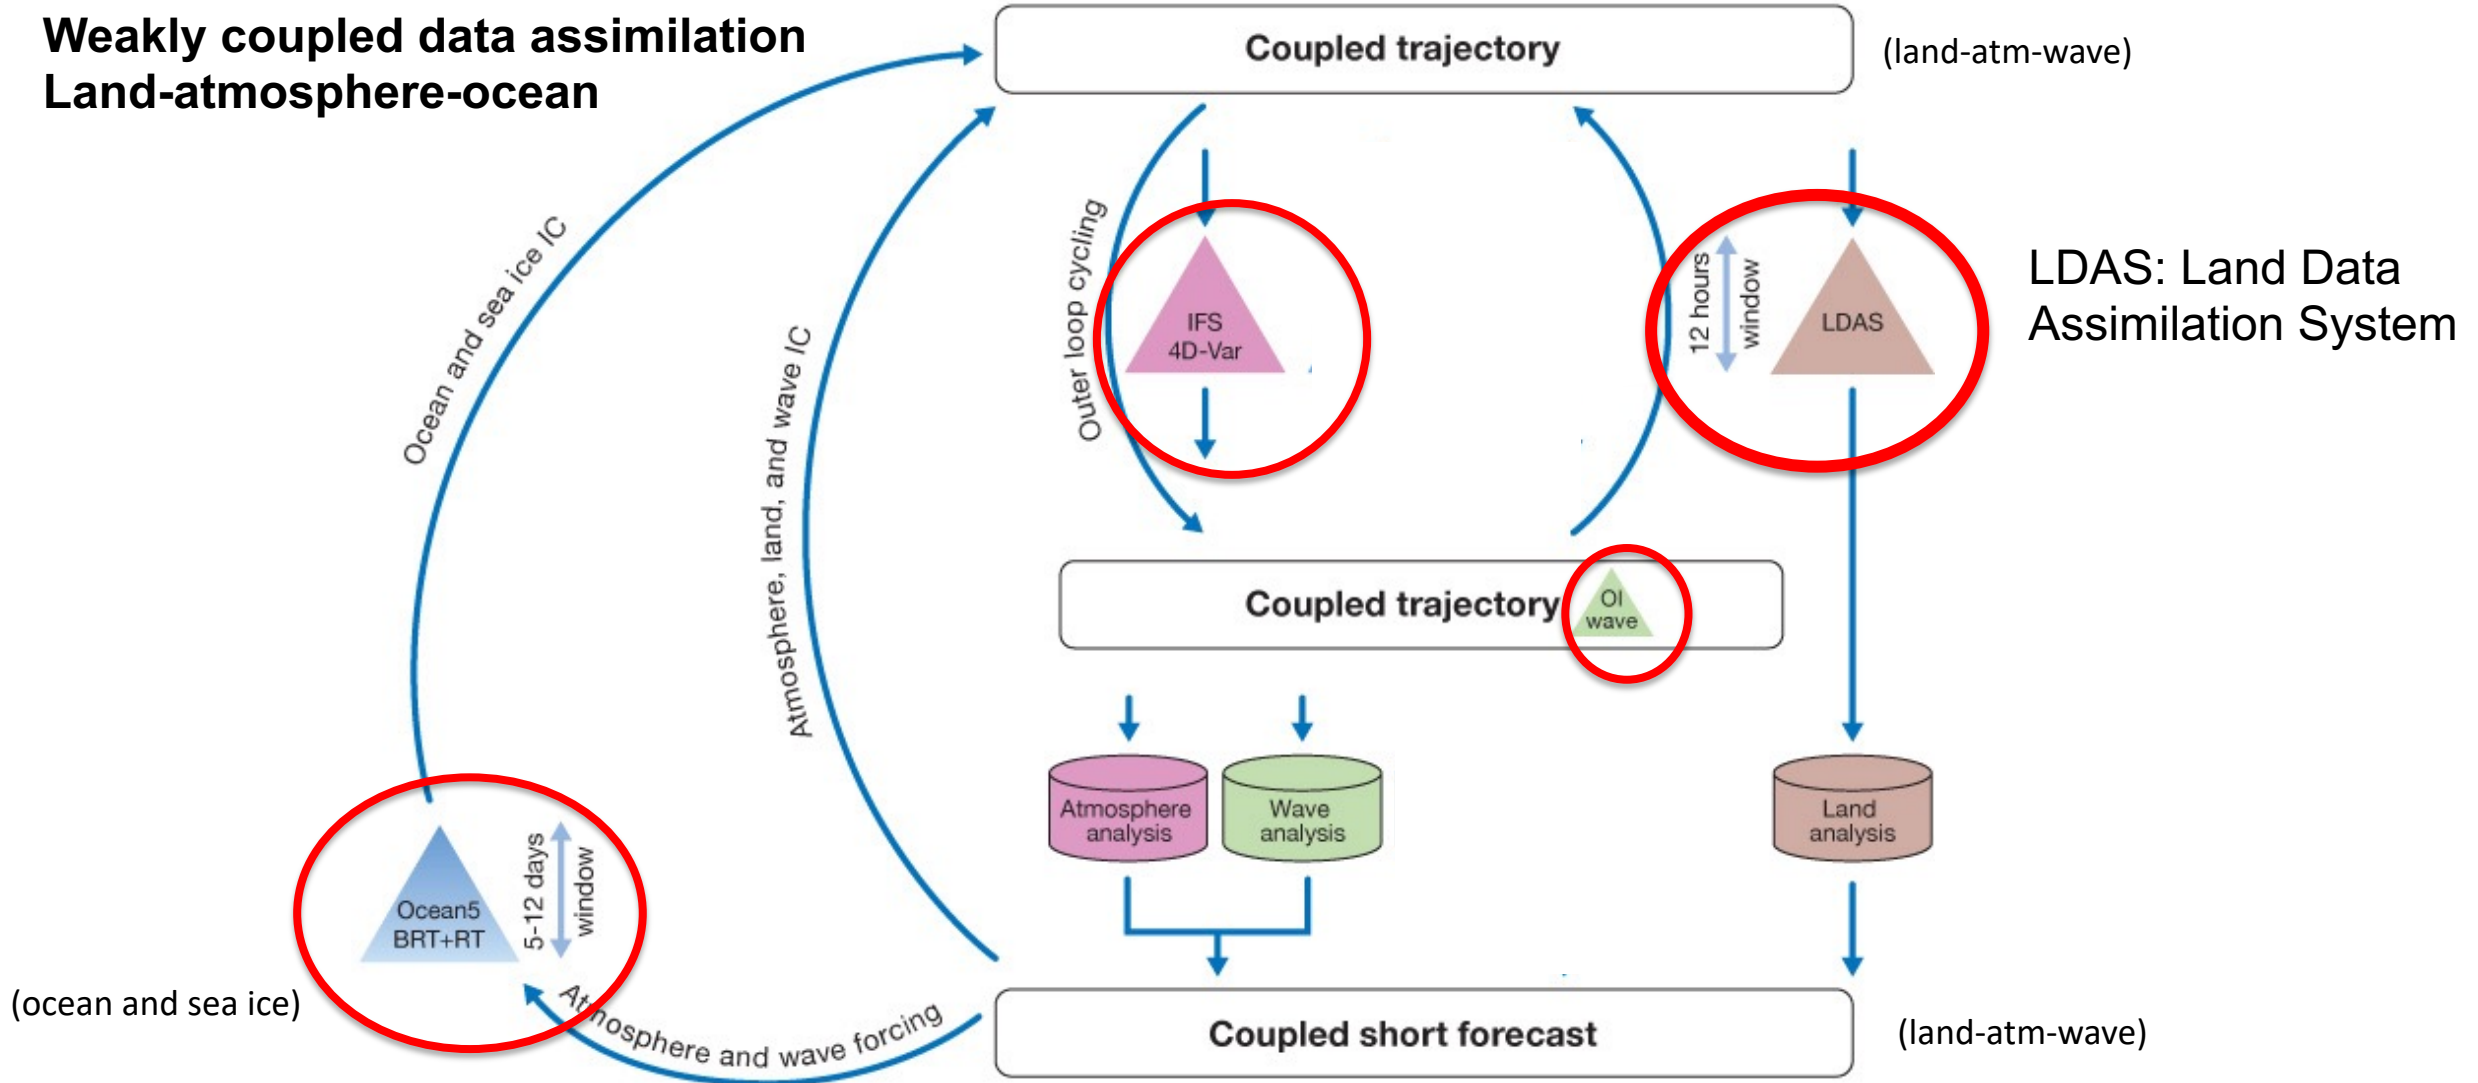 Weakly coupled data assimilation
Land-atmosphere-ocean
Coupled trajectory
(land-atm-wave)
Ocean and sea ice IC
Atmosphere, land, and wave IC
Outer loop cycling
IFS
4D-Var
12 hours
window
LDAS
LDAS: Land Data
Assimilation System
Coupled trajectory
OI
wave
Atmosphere
analysis
Wave
analysis
Land
analysis
Ocean5
BRT+RT
5-12 days
window
(ocean and sea ice)
Atmosphere and wave forcing
Coupled short forecast
(land-atm-wave)